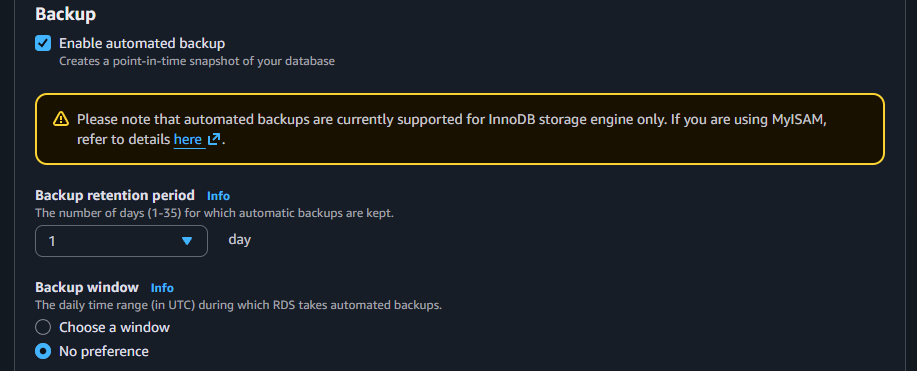 Backup
Enable automated backup
Creates a point-in-time snapshot of your database
Please note that automated backups are currently supported for InnoDB storage engine only. If you are using MyISAM,
refer to details here .
Backup retention period Info
The number of days (1-35) for which automatic backups are kept.
1 day
Backup window Info
The daily time range (in UTC) during which RDS takes automated backups.
Choose a window
No preference